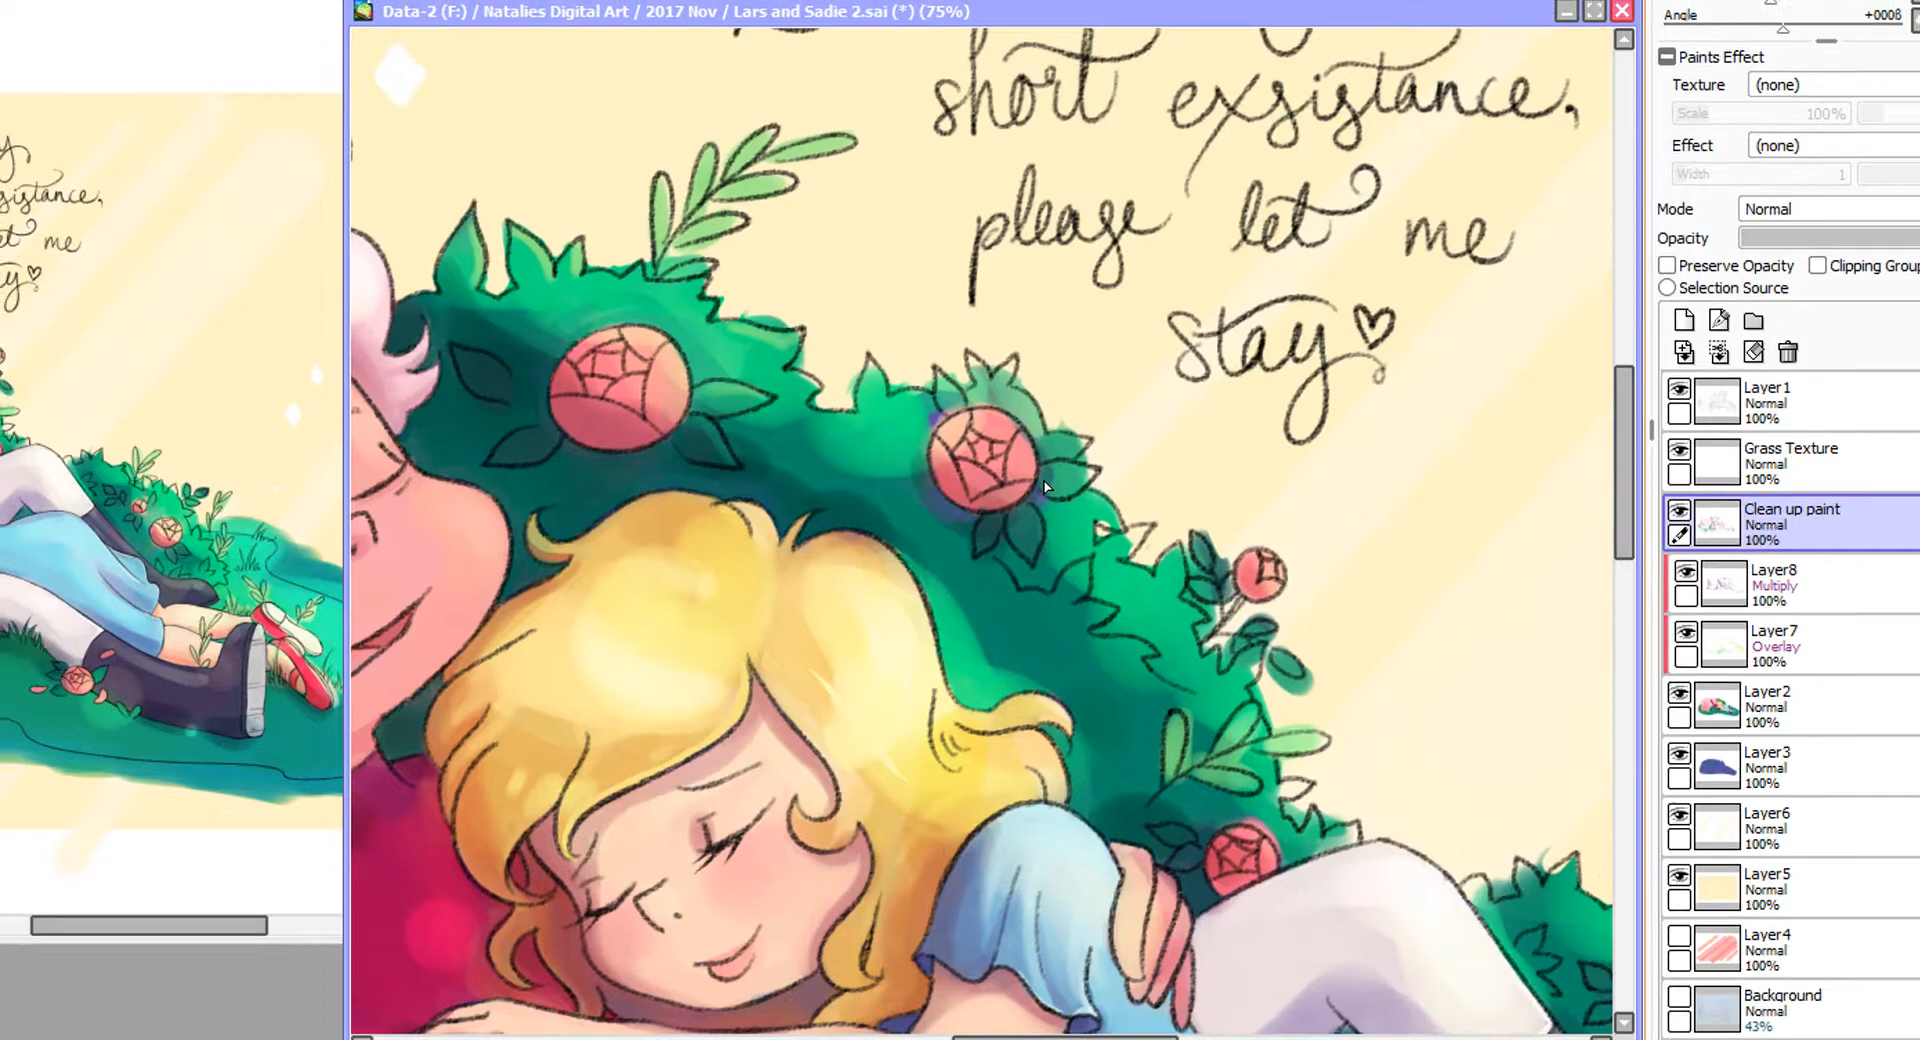 Data-2 (F:) / Natalies Digital Art / 2017 Nov / Lars and Sadie 2.sai (*) (75%)
short exsistance,
please let me
stay
y
sistance,
et me
y
Angle +0008
Paints Effect
Texture (none)
Scale 100%
Effect (none)
Width 1
Mode Normal
Opacity
Preserve Opacity Clipping Group
Selection Source
Layer1
Normal
100%
Grass Texture
Normal
100%
Clean up paint
Normal
100%
Layer8
Multiply
100%
Layer7
Overlay
100%
Layer2
Normal
100%
Layer3
Normal
100%
Layer6
Normal
100%
Layer5
Normal
100%
Layer4
Normal
100%
Background
Normal
43%